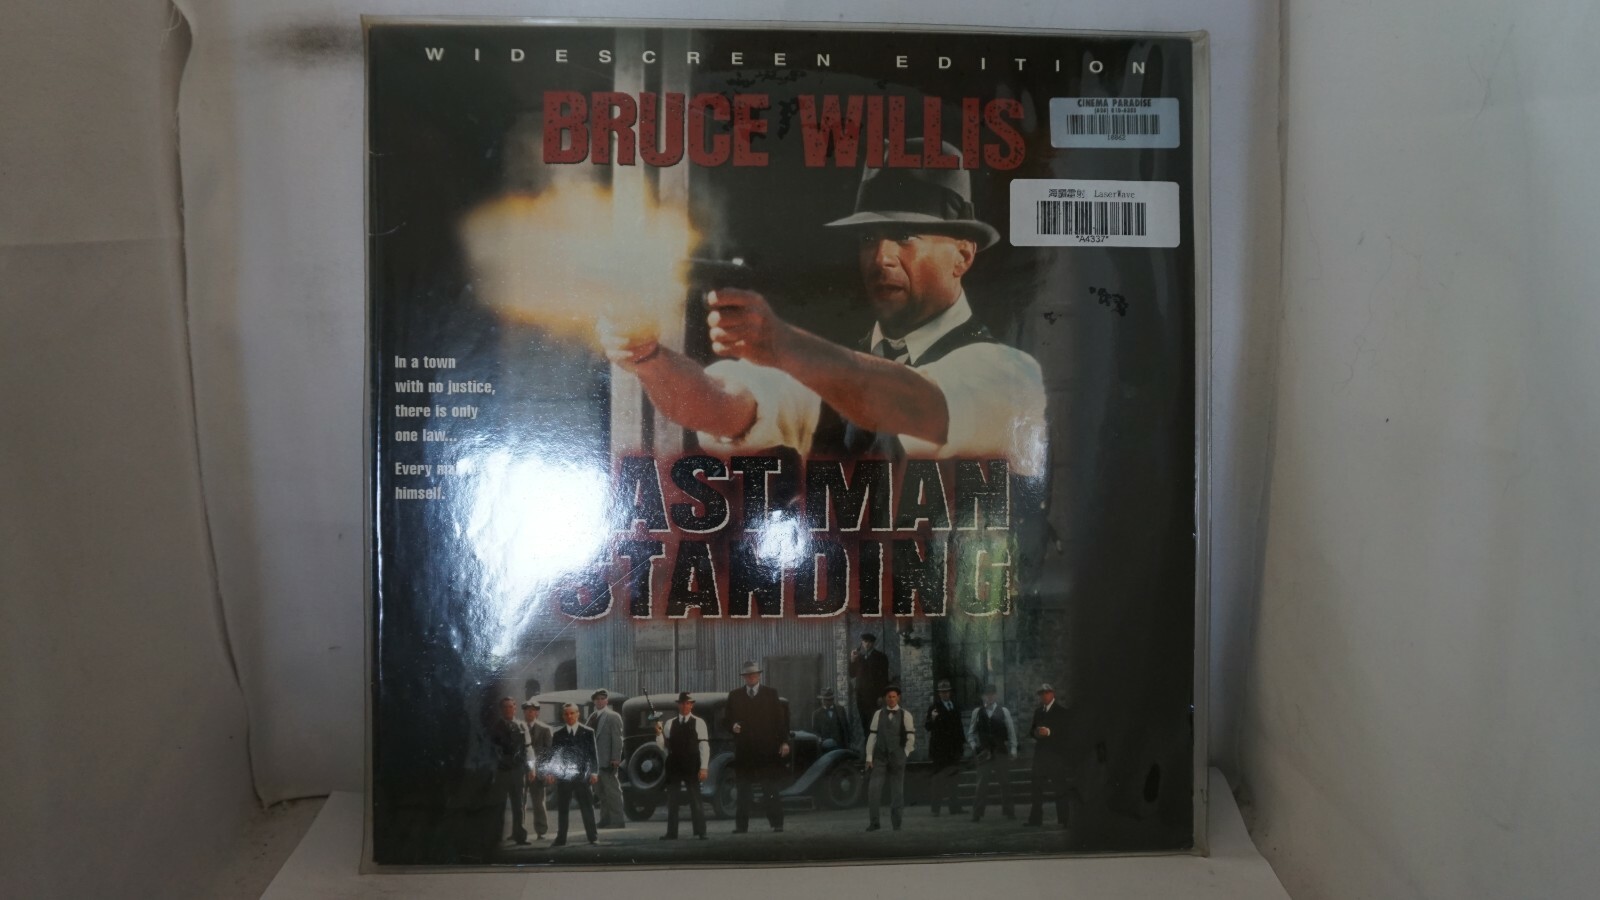 WIDESCREEN EDITION
BRUCE WILLIS
CINEMA PARADISE
LaserWave
*A4337*
In a town
with no justice,
there is only
one law...
Every
himself.
AST MAN
STANDING